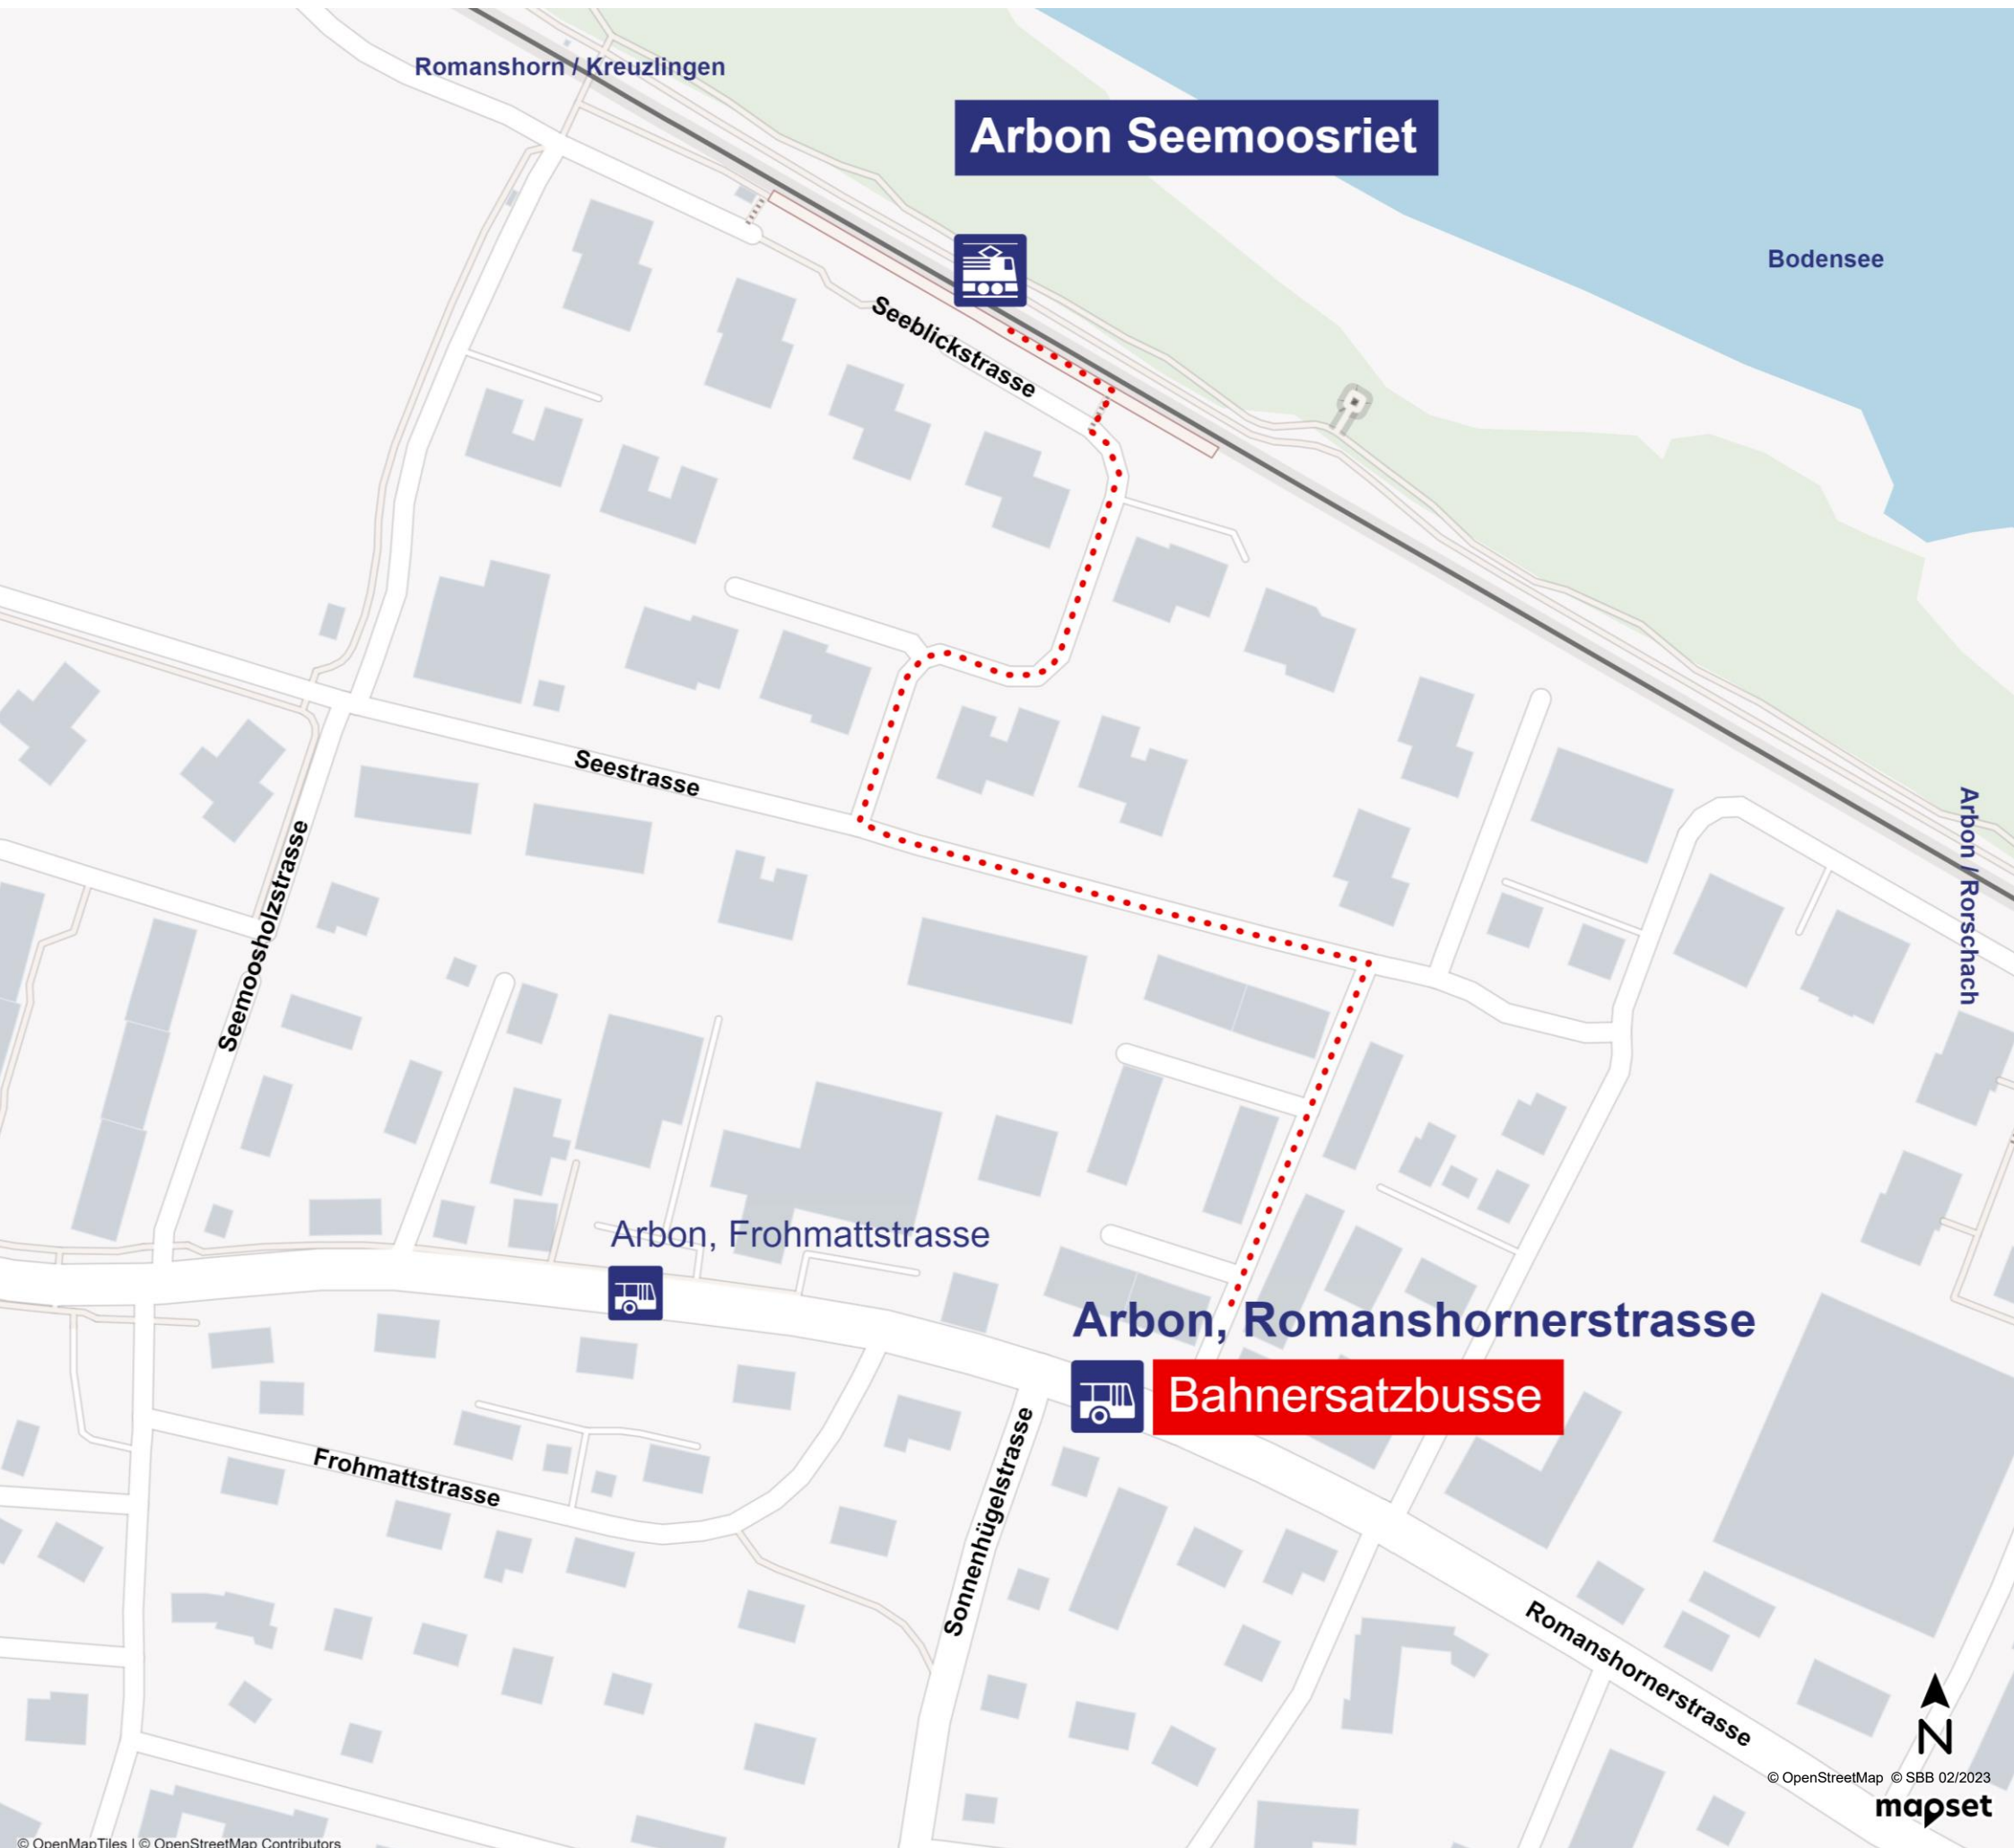 Romanshorn / Kreuzlingen
Arbon Seemoosriet
Bodensee
Seeblickstrasse
Seestrasse
Arbon / Rorschach
Seemoosholzstrasse
Arbon, Frohmattstrasse
Arbon, Romanshornerstrasse
Bahnersatzbusse
Frohmattstrasse
Sonnenhügelstrasse
Romanshornerstrasse
N
© OpenStreetMap © SBB 02/2023
mapset
© OpenMapTiles | © OpenStreetMap Contributors